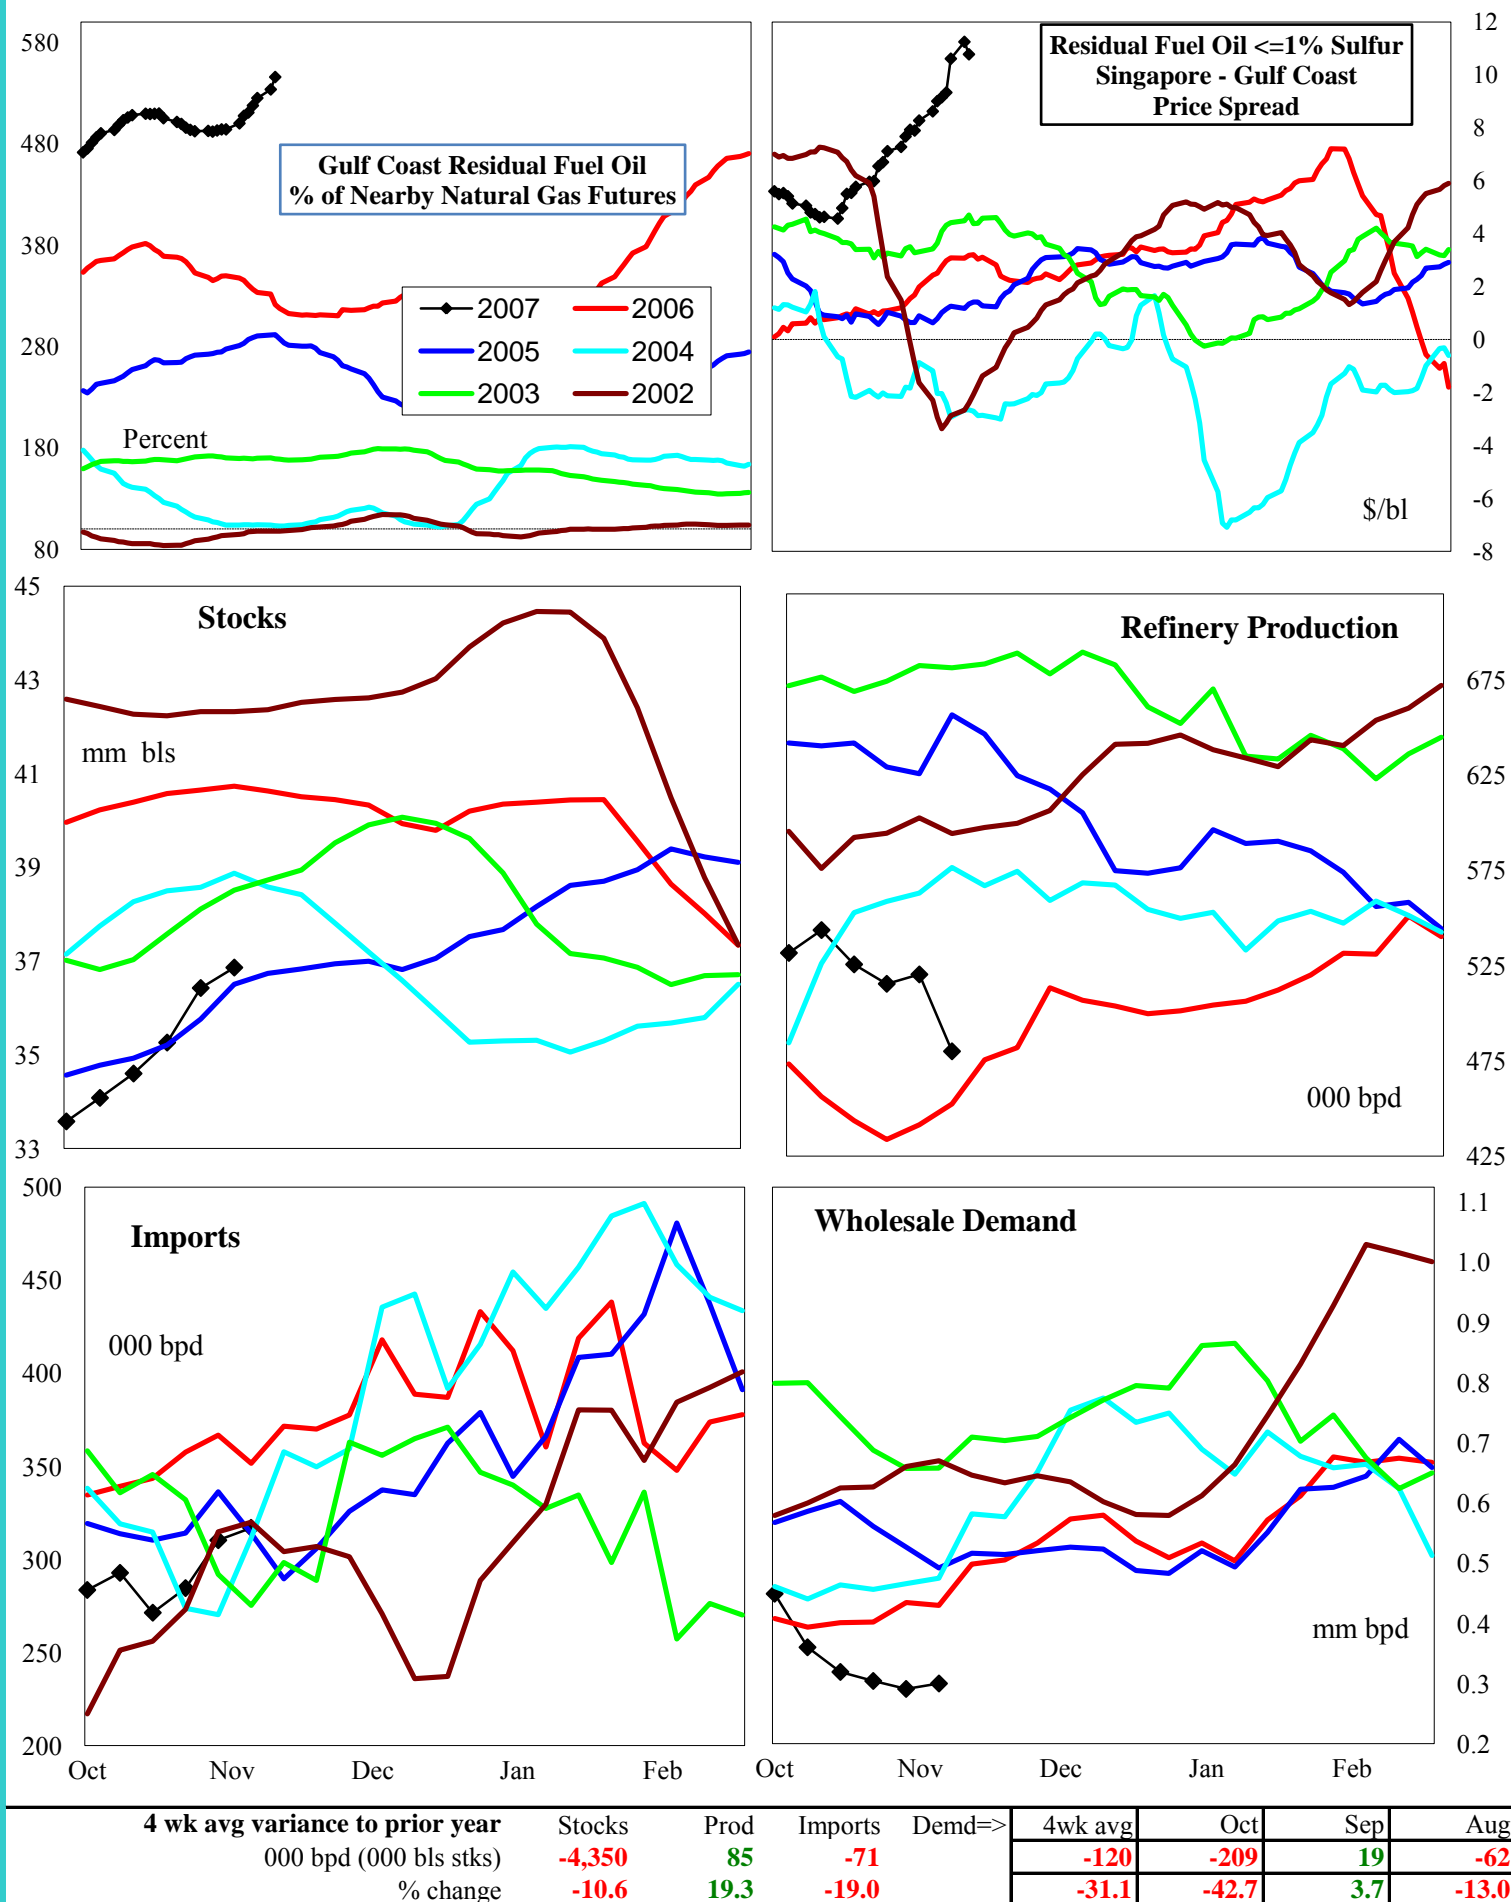 580
480
380
280
180
80
Gulf Coast Residual Fuel Oil
% of Nearby Natural Gas Futures
2007
2006
2005
2004
2003
2002
Percent
Residual Fuel Oil <=1% Sulfur
Singapore - Gulf Coast
Price Spread
12
10
8
6
4
2
0
-2
-4
-6
-8
$/bl
45
43
41
39
37
35
33
Stocks
mm bls
Refinery Production
675
625
575
525
475
425
000 bpd
500
450
400
350
300
250
200
Imports
000 bpd
Oct Nov Dec Jan Feb
Wholesale Demand
1.1
1.0
0.9
0.8
0.7
0.6
0.5
0.4
0.3
0.2
mm bpd
Oct Nov Dec Jan Feb
4 wk avg variance to prior year Stocks Prod Imports Demd=> 4wk avg Oct Sep Aug
000 bpd (000 bls stks) -4,350 85 -71 -120 -209 19 -62
% change -10.6 19.3 -19.0 -31.1 -42.7 3.7 -13.0